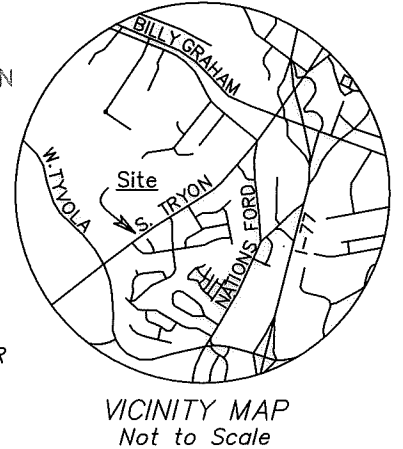 N
BILLY GRAHAM
W. TYVOLA
Site
S. TRYON
NATIONS FORD
I-77
R
VICINITY MAP
Not to Scale